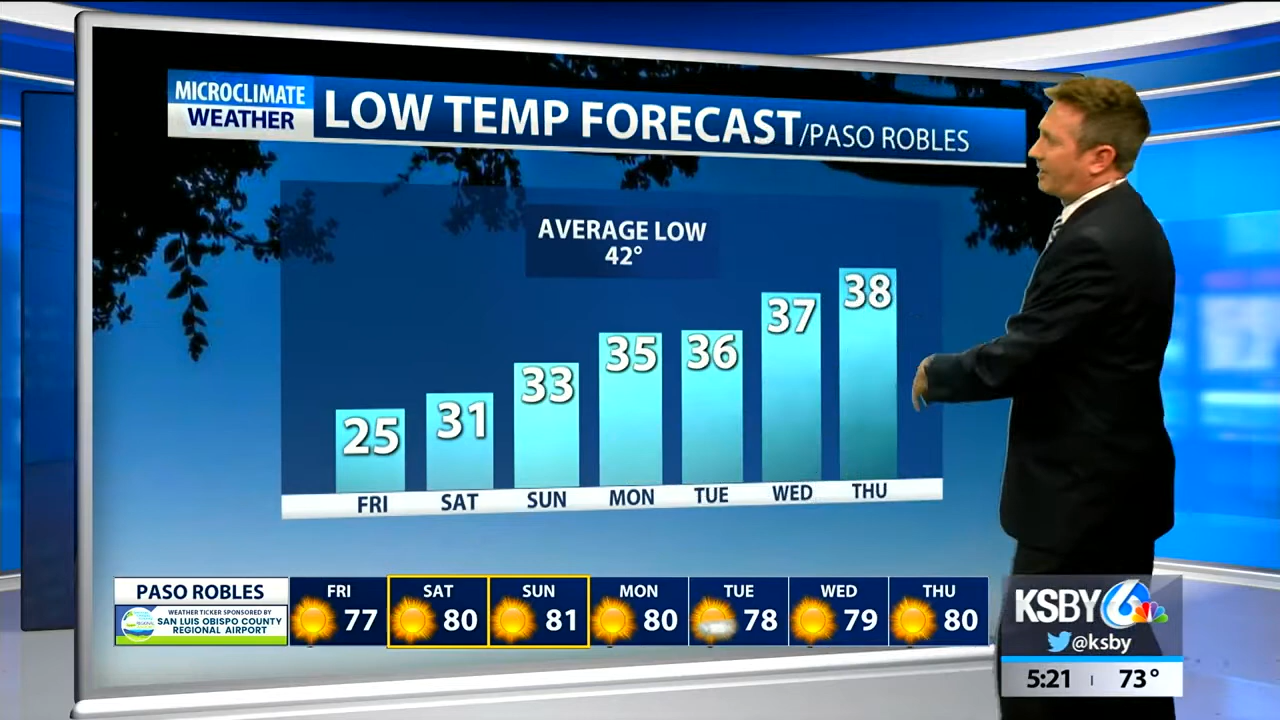 MICROCLIMATE
WEATHER
LOW TEMP FORECAST/PASO ROBLES
AVERAGE LOW
42°
25 31 33 35 36 37 38
FRI SAT SUN MON TUE WED THU
PASO ROBLES
WEATHER TICKER SPONSORED BY
SAN LUIS OBISPO COUNTY
REGIONAL AIRPORT
FRI SAT SUN MON TUE WED THU
77 80 81 80 78 79 80
KSBY 6
@ksby
5:21 73°